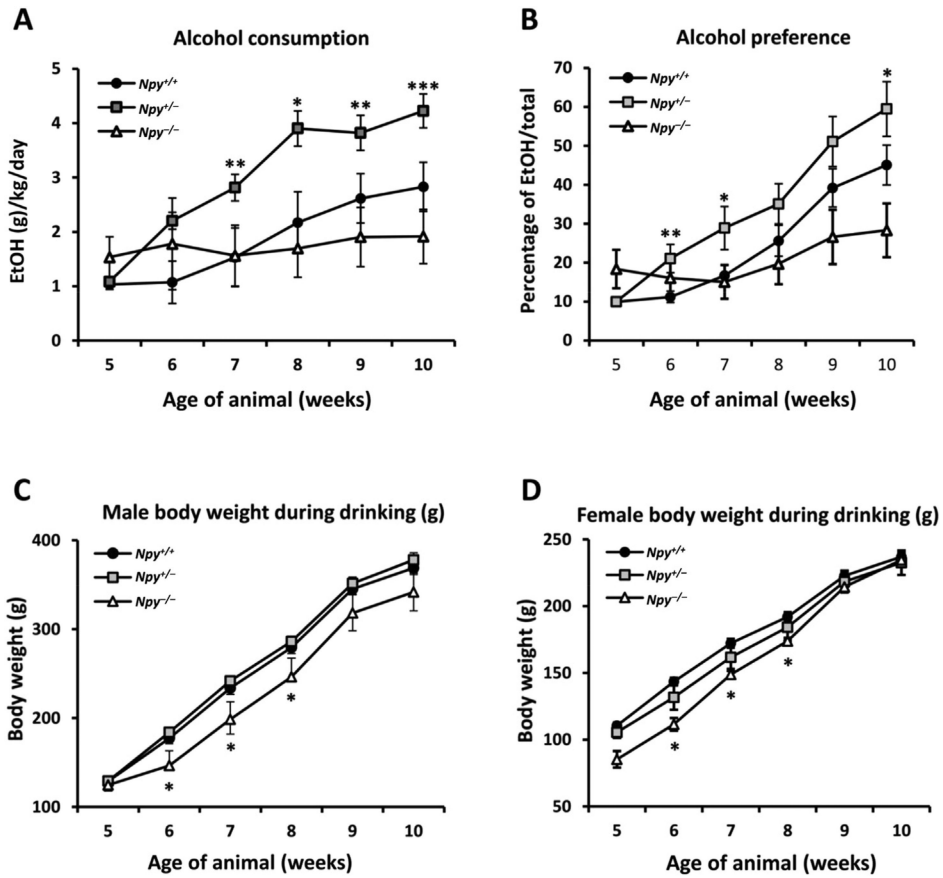 A
Alcohol consumption
Npy+/+
Npy+/−
Npy−/−
EtOH (g)/kg/day
5
4
3
2
1
0
**
*
**
***
5 6 7 8 9 10
Age of animal (weeks)
B
Alcohol preference
Npy+/+
Npy+/−
Npy−/−
Percentage of EtOH/total
70
60
50
40
30
20
10
0
**
*
*
5 6 7 8 9 10
Age of animal (weeks)
C
Male body weight during drinking (g)
Npy+/+
Npy+/−
Npy−/−
Body weight (g)
400
300
200
100
*
*
*
5 6 7 8 9 10
Age of animal (weeks)
D
Female body weight during drinking (g)
Npy+/+
Npy+/−
Npy−/−
Body weight (g)
250
200
150
100
50
*
*
*
5 6 7 8 9 10
Age of animal (weeks)